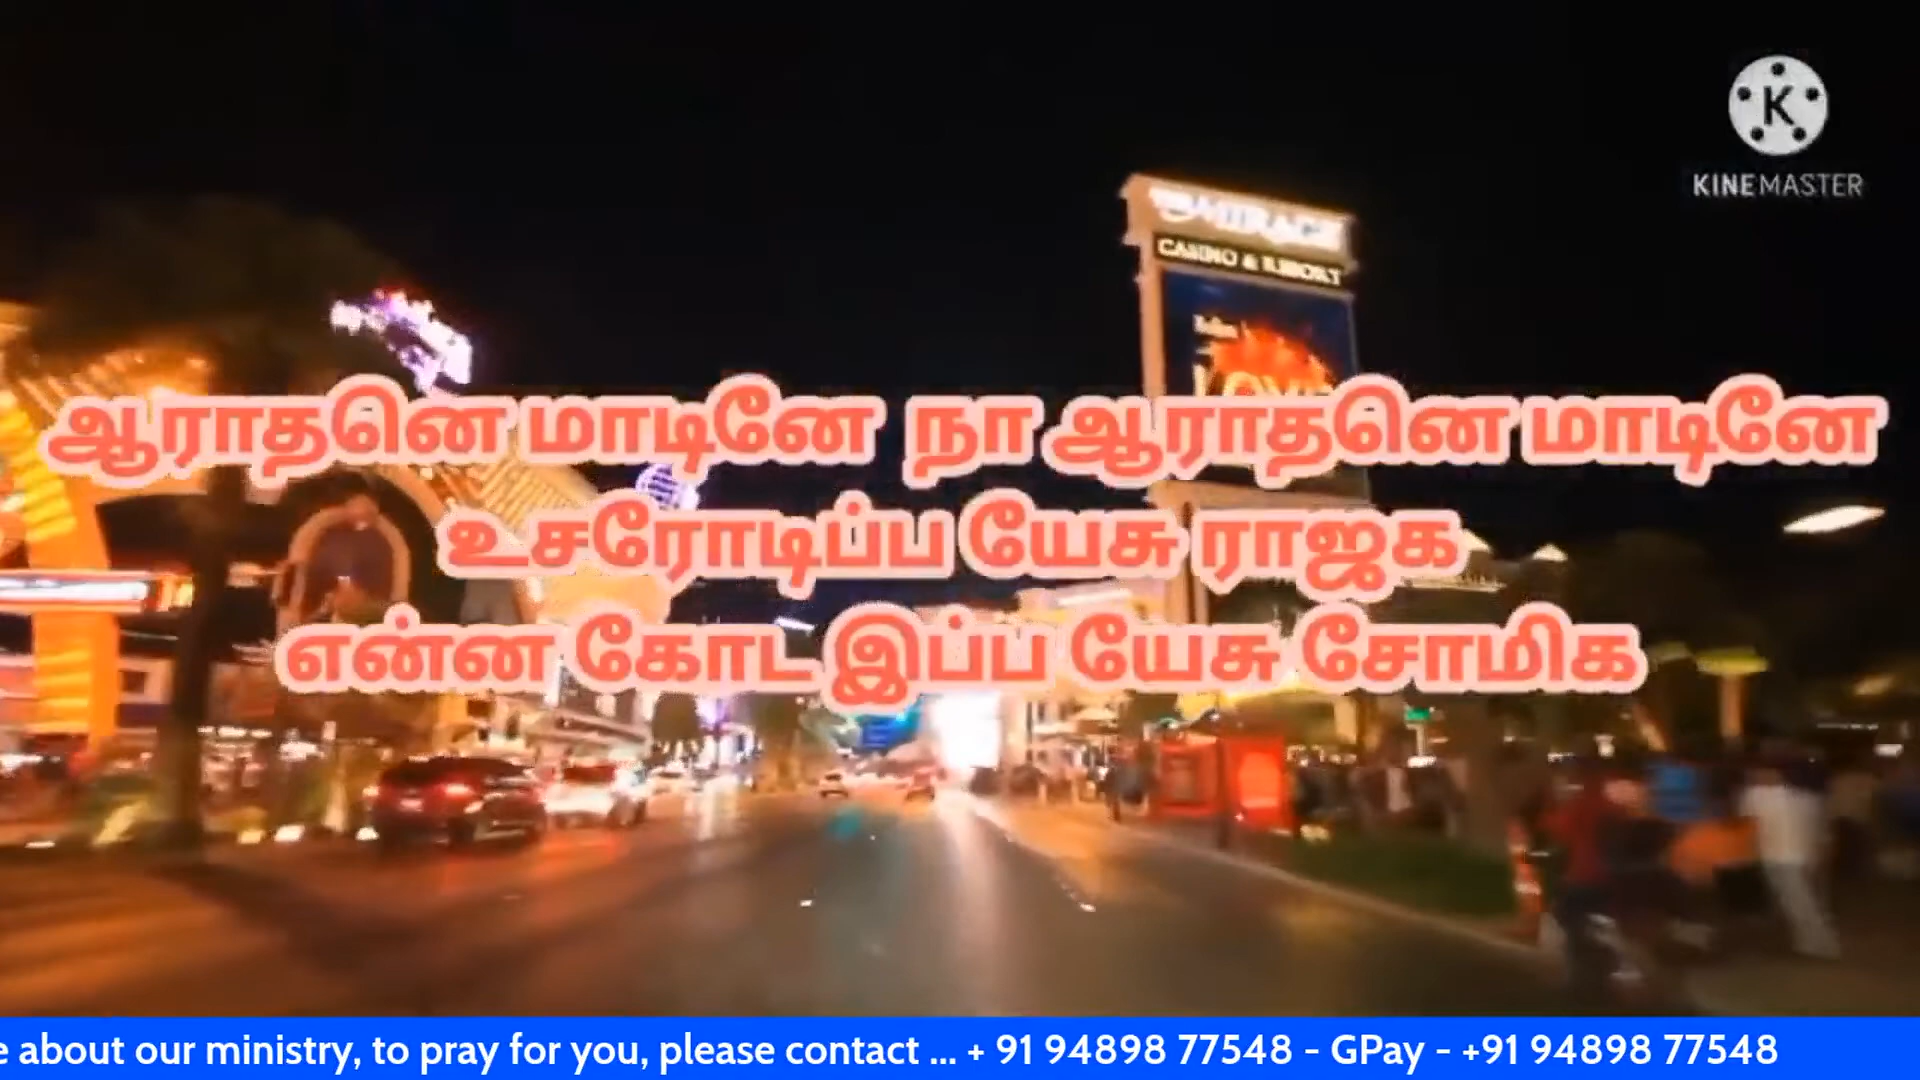 K
KINEMASTER
CASINO & RESORT
ஆராதனெ மாடினே நா ஆராதனெ மாடினே
உசரோடிப்ப யேசு ராஜக
என்ன கோட இப்ப யேசு சோமிக
e about our ministry, to pray for you, please contact ... + 91 94898 77548 - GPay - +91 94898 77548